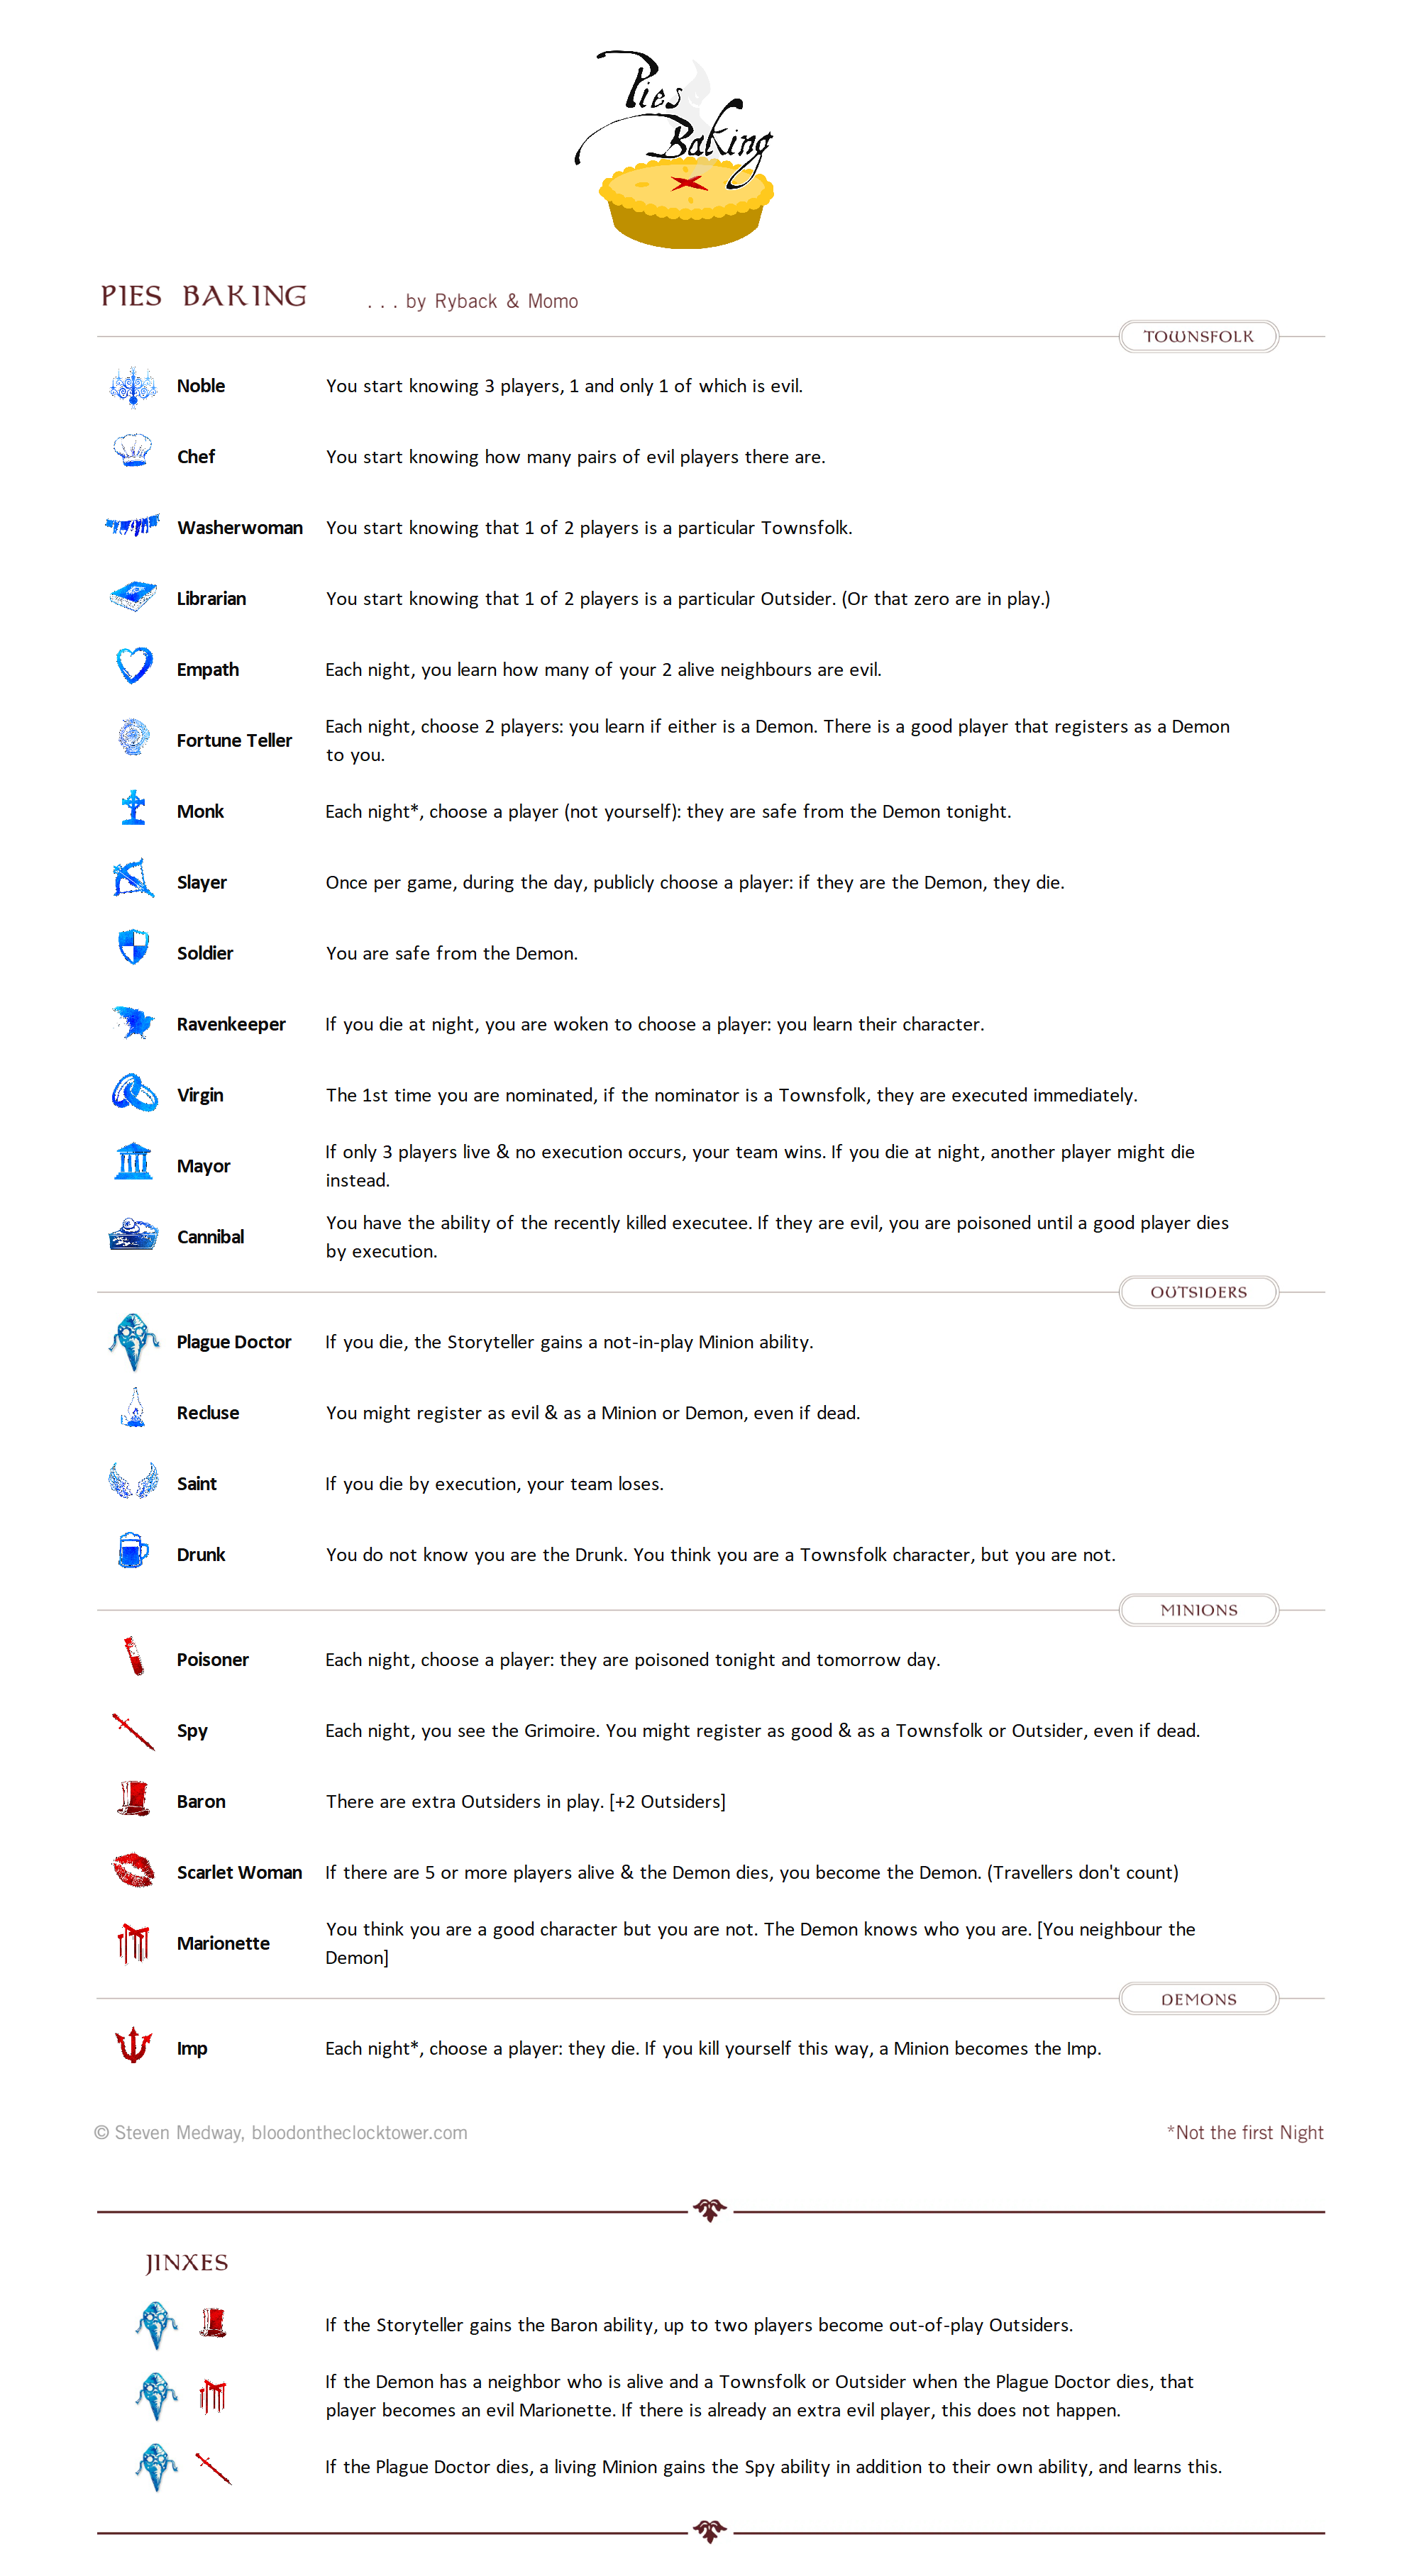 Pies
Baking
PIES BAKING . . . by Ryback & Momo
TOWNSFOLK
Noble You start knowing 3 players, 1 and only 1 of which is evil.
Chef You start knowing how many pairs of evil players there are.
Washerwoman You start knowing that 1 of 2 players is a particular Townsfolk.
Librarian You start knowing that 1 of 2 players is a particular Outsider. (Or that zero are in play.)
Empath Each night, you learn how many of your 2 alive neighbours are evil.
Fortune Teller Each night, choose 2 players: you learn if either is a Demon. There is a good player that registers as a Demon
to you.
Monk Each night*, choose a player (not yourself): they are safe from the Demon tonight.
Slayer Once per game, during the day, publicly choose a player: if they are the Demon, they die.
Soldier You are safe from the Demon.
Ravenkeeper If you die at night, you are woken to choose a player: you learn their character.
Virgin The 1st time you are nominated, if the nominator is a Townsfolk, they are executed immediately.
Mayor If only 3 players live & no execution occurs, your team wins. If you die at night, another player might die
instead.
Cannibal You have the ability of the recently killed executee. If they are evil, you are poisoned until a good player dies
by execution.
OUTSIDERS
Plague Doctor If you die, the Storyteller gains a not-in-play Minion ability.
Recluse You might register as evil & as a Minion or Demon, even if dead.
Saint If you die by execution, your team loses.
Drunk You do not know you are the Drunk. You think you are a Townsfolk character, but you are not.
MINIONS
Poisoner Each night, choose a player: they are poisoned tonight and tomorrow day.
Spy Each night, you see the Grimoire. You might register as good & as a Townsfolk or Outsider, even if dead.
Baron There are extra Outsiders in play. [+2 Outsiders]
Scarlet Woman If there are 5 or more players alive & the Demon dies, you become the Demon. (Travellers don't count)
Marionette You think you are a good character but you are not. The Demon knows who you are. [You neighbour the
Demon]
DEMONS
Imp Each night*, choose a player: they die. If you kill yourself this way, a Minion becomes the Imp.
© Steven Medway, bloodontheclocktower.com *Not the first Night
JINXES
If the Storyteller gains the Baron ability, up to two players become out-of-play Outsiders.
If the Demon has a neighbor who is alive and a Townsfolk or Outsider when the Plague Doctor dies, that
player becomes an evil Marionette. If there is already an extra evil player, this does not happen.
If the Plague Doctor dies, a living Minion gains the Spy ability in addition to their own ability, and learns this.